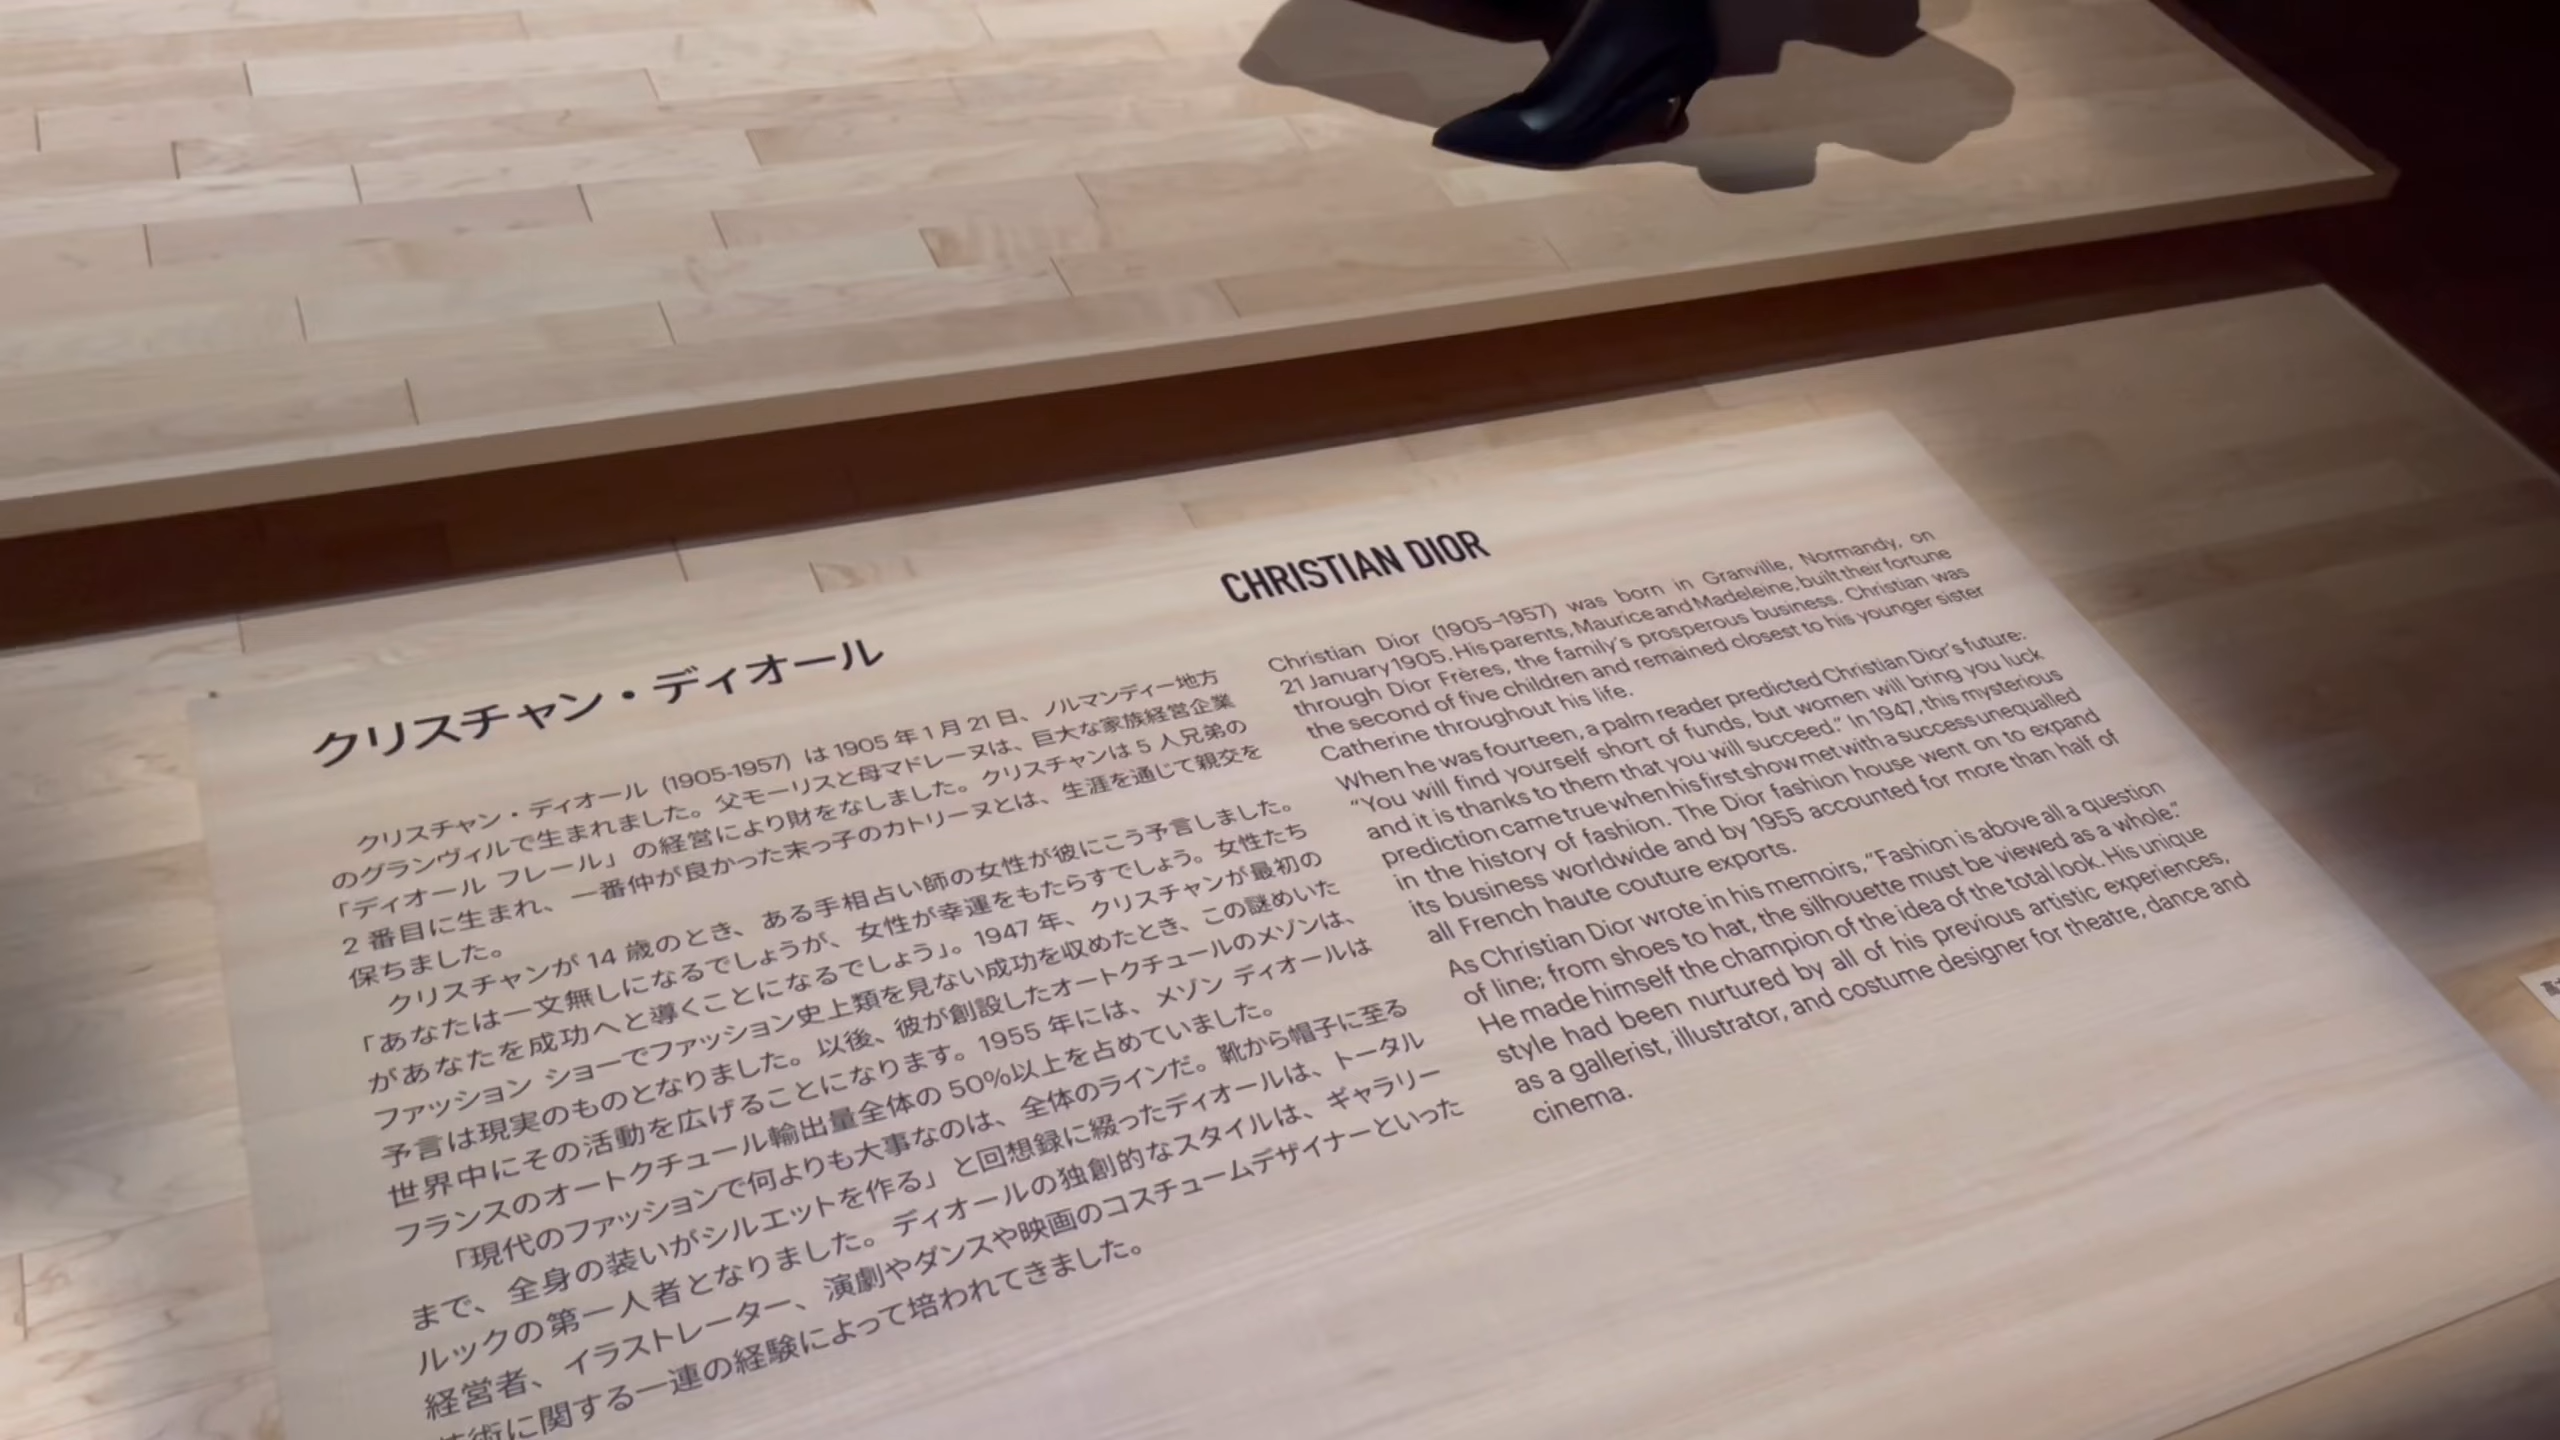 クリスチャン・ディオール
クリスチャン・ディオール (1905-1957) は 1905 年 1 月 21 日、ノルマンディー地方
のグランヴィルで生まれました。父モーリスと母マドレーヌは、巨大な家族経営企業
「ディオール フレール」の経営により財をなしました。クリスチャンは 5 人兄弟の
2 番目に生まれ、一番仲が良かった末っ子のカトリーヌとは、生涯を通じて親交を
保ちました。
クリスチャンが 14 歳のとき、ある手相占い師の女性が彼にこう予言しました。
「あなたは一文無しになるでしょうが、女性が幸運をもたらすでしょう。女性たち
があなたを成功へと導くことになるでしょう」。1947 年、クリスチャンが最初の
ファッション ショーでファッション史上類を見ない成功を収めたとき、この謎めいた
予言は現実のものとなりました。以後、彼が創設したオートクチュールのメゾンは、
世界中にその活動を広げることになります。1955 年には、メゾン ディオールは
フランスのオートクチュール輸出量全体の 50%以上を占めていました。
「現代のファッションで何よりも大事なのは、全体のラインだ。靴から帽子に至る
まで、全身の装いがシルエットを作る」と回想録に綴ったディオールは、トータル
ルックの第一人者となりました。ディオールの独創的なスタイルは、ギャラリー
経営者、イラストレーター、演劇やダンスや映画のコスチュームデザイナーといった
技術に関する一連の経験によって培われてきました。
CHRISTIAN DIOR
Christian Dior (1905-1957) was born in Granville, Normandy, on
21 January 1905. His parents, Maurice and Madeleine, built their fortune
through Dior Frères, the family's prosperous business. Christian was
the second of five children and remained closest to his younger sister
Catherine throughout his life.
When he was fourteen, a palm reader predicted Christian Dior's future:
"You will find yourself short of funds, but women will bring you luck
and it is thanks to them that you will succeed." In 1947, this mysterious
prediction came true when his first show met with a success unequalled
in the history of fashion. The Dior fashion house went on to expand
its business worldwide and by 1955 accounted for more than half of
all French haute couture exports.
As Christian Dior wrote in his memoirs, "Fashion is above all a question
of line; from shoes to hat, the silhouette must be viewed as a whole."
He made himself the champion of the idea of the total look. His unique
style had been nurtured by all of his previous artistic experiences,
as a gallerist, illustrator, and costume designer for theatre, dance and
cinema.